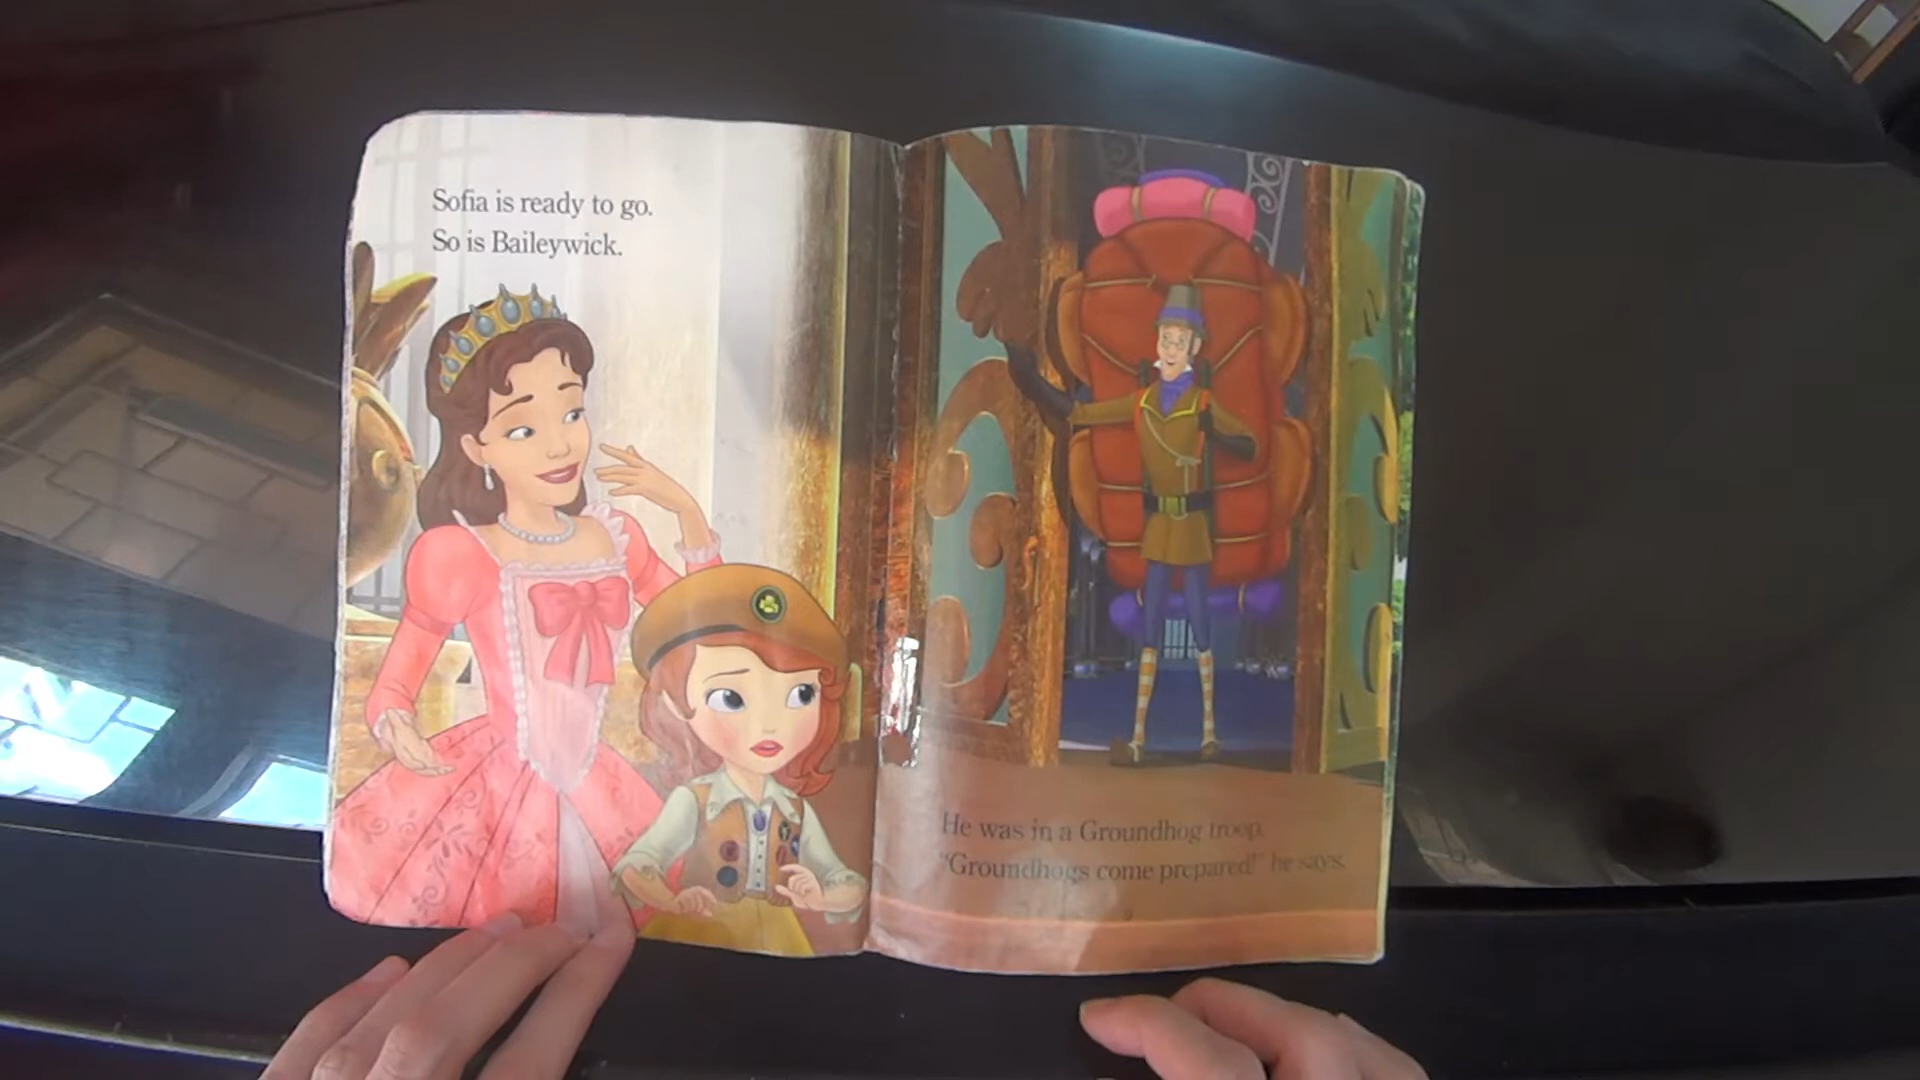 Sofia is ready to go.
So is Baileywick.
He was in a Groundhog troop.
"Groundhogs come prepared!" he says.